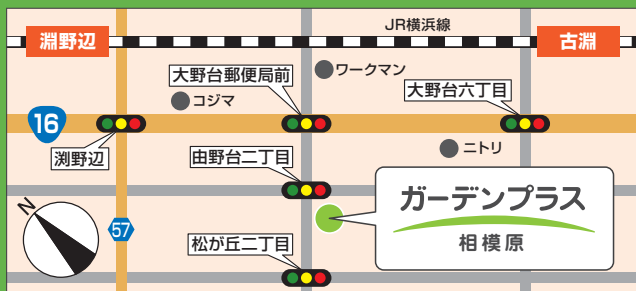 JR横浜線
淵野辺
古淵
ワークマン
大野台郵便局前
コジマ
大野台六丁目
16
渕野辺
ニトリ
由野台二丁目
ガーデンプラス
相模原
N
57
松が丘二丁目